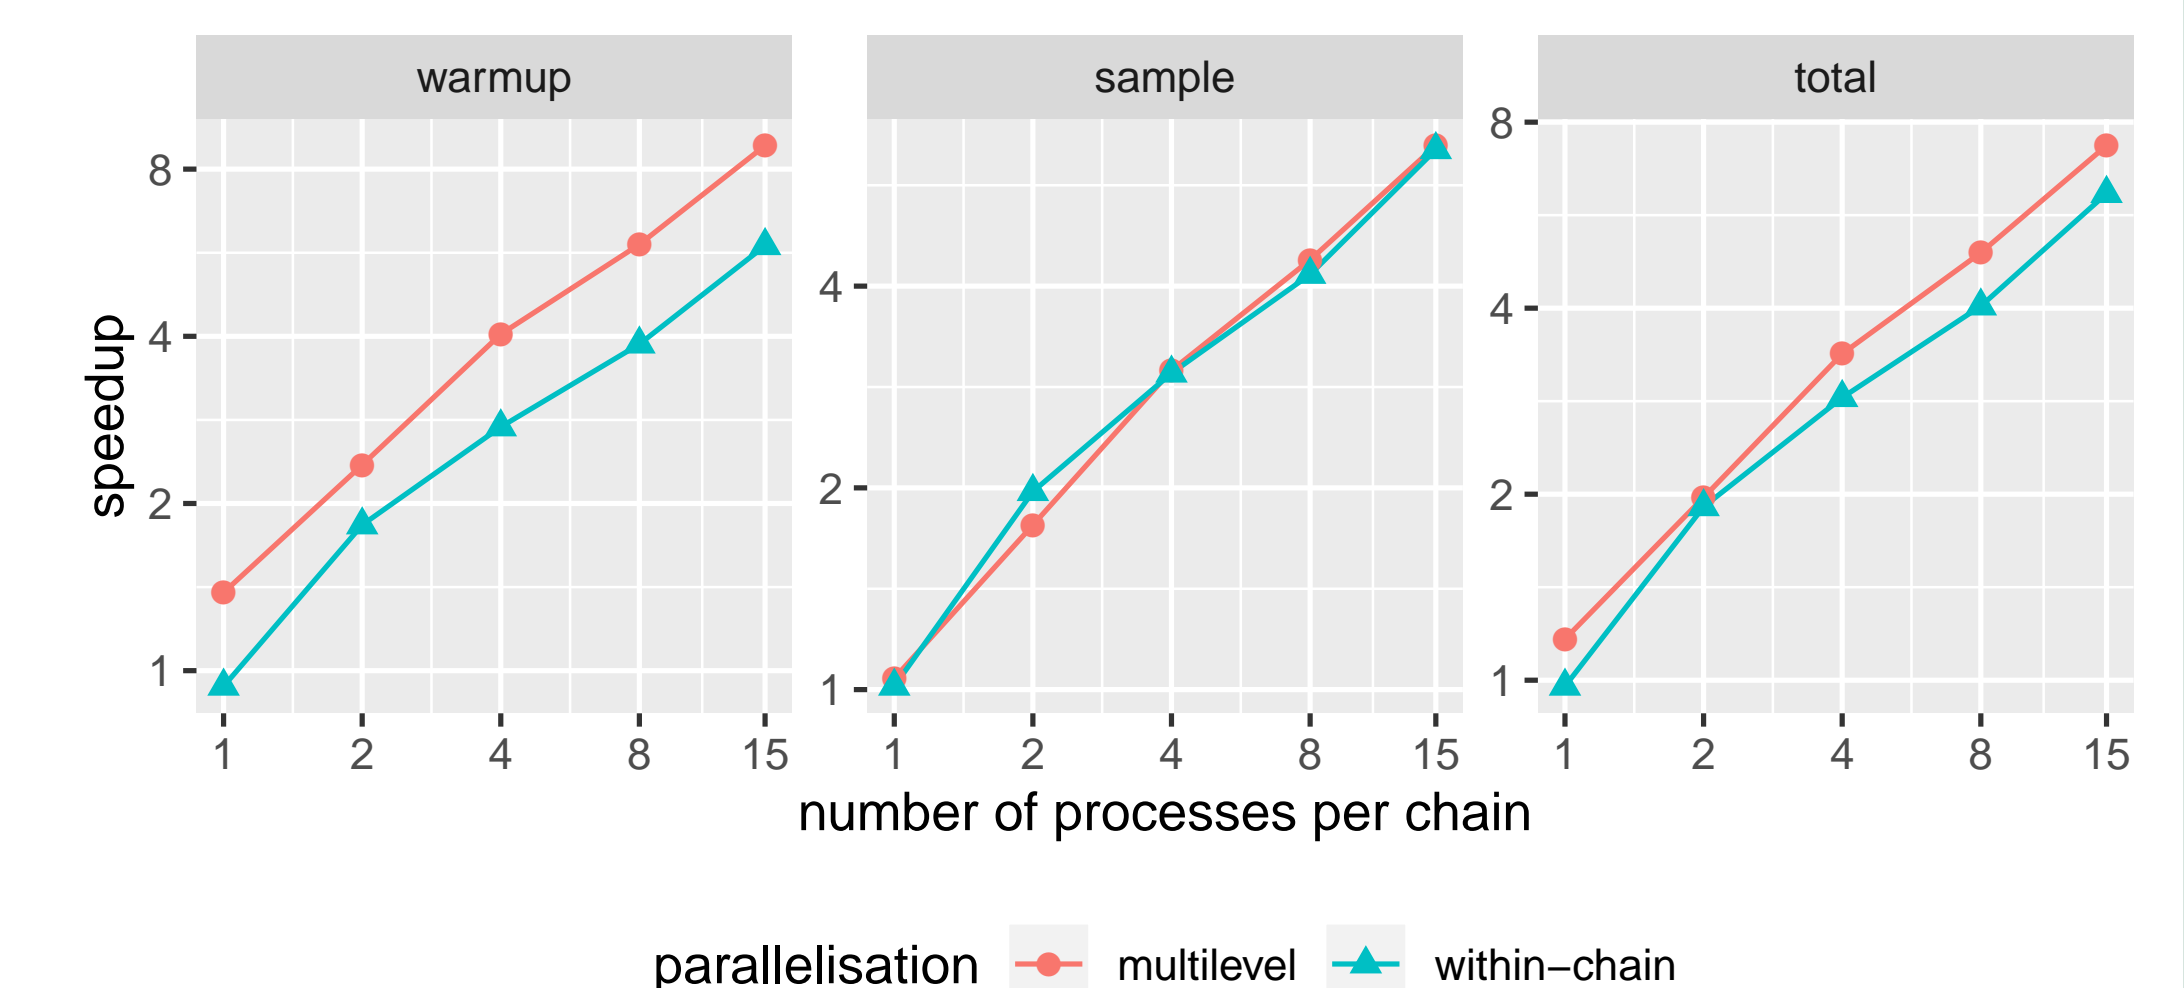 warmup sample total
8 4 2 1
4 2 1
8 4 2 1
speedup
1 2 4 8 15 1 2 4 8 15 1 2 4 8 15
number of processes per chain
parallelisation multilevel within−chain